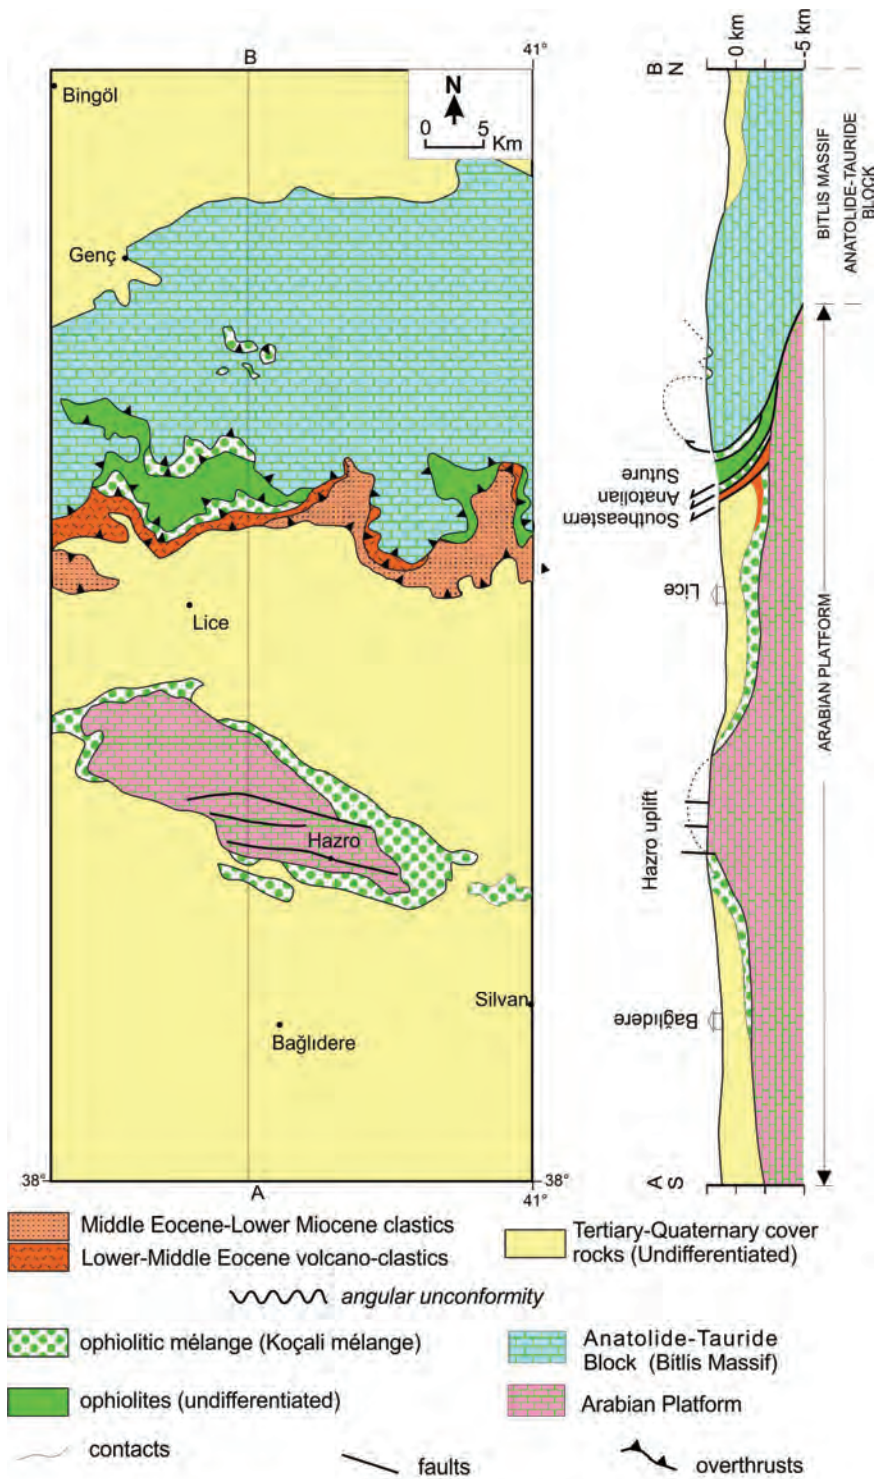 B
41°
Bingöl
N
0 5
Km
Genç
Lice
Hazro
Silvan
Bağlıdere
38°
A
38°
41°
B
N
0 km
-5 km
BITLIS MASSIF
ANATOLIDE-TAURIDE
BLOCK
Southeastern
Anatolian
Suture
Lice
ARABIAN PLATFORM
Hazro uplift
Bağlıdere
A
S
Middle Eocene-Lower Miocene clastics
Lower-Middle Eocene volcano-clastics
Tertiary-Quaternary cover
rocks (Undifferentiated)
angular unconformity
ophiolitic mélange (Koçali mélange)
Anatolide-Tauride
Block (Bitlis Massif)
ophiolites (undifferentiated)
Arabian Platform
contacts
faults
overthrusts